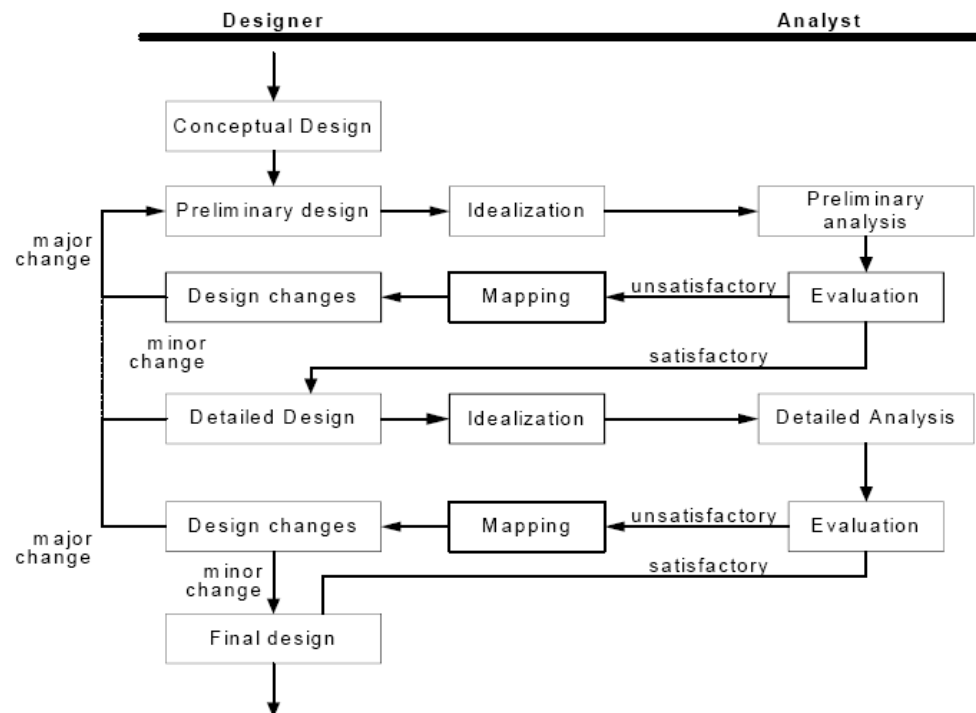 Designer Analyst
Conceptual Design
Preliminary design Idealization Preliminary
analysis
major
change
Design changes Mapping unsatisfactory Evaluation
minor
change
satisfactory
Detailed Design Idealization Detailed Analysis
Design changes Mapping unsatisfactory Evaluation
major
change
satisfactory
minor
change
Final design